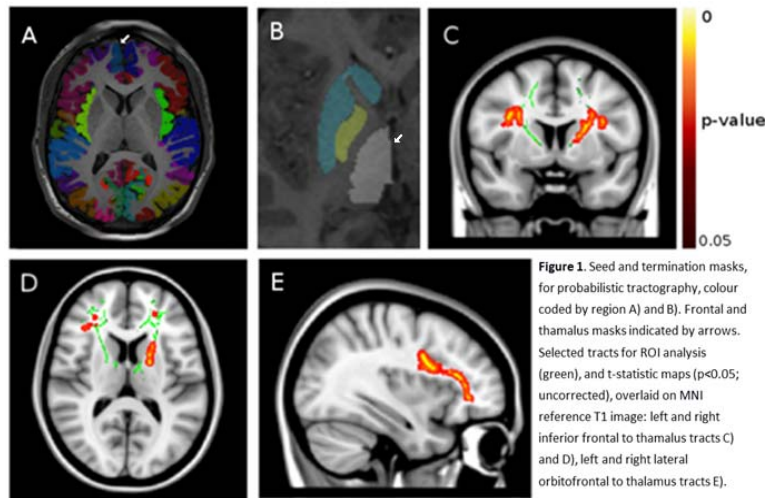 A
B
C
0
p-value
0.05
D
E
Figure 1. Seed and termination masks,
for probabilistic tractography, colour
coded by region A) and B). Frontal and
thamalus masks indicated by arrows.
Selected tracts for ROI analysis
(green), and t-statistic maps (p<0.05;
uncorrected), overlaid on MNI
reference T1 image: left and right
inferior frontal to thamalus tracts C)
and D), left and right lateral
orbitofrontal to thalamus tracts E).